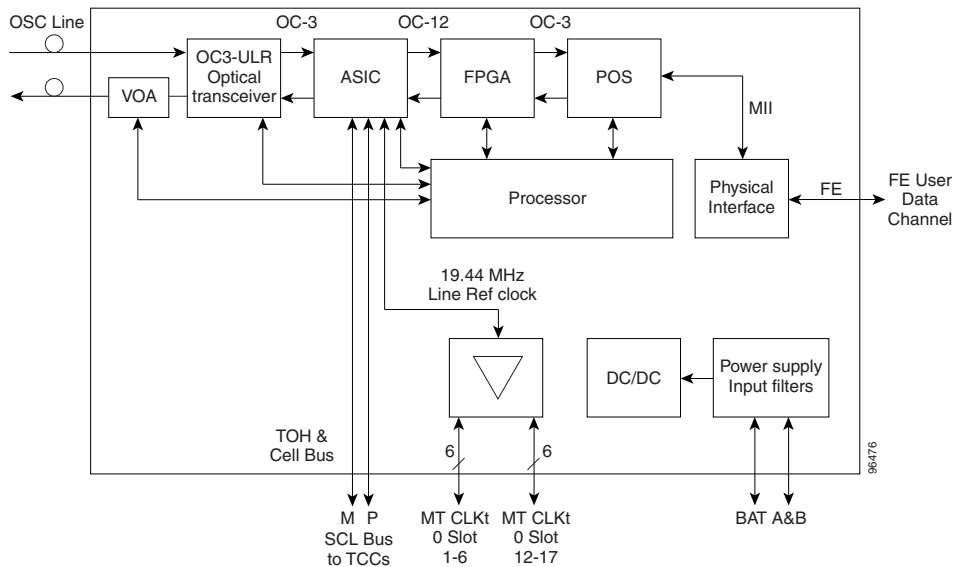 OSC Line
OC-3
OC-12
OC-3
VOA
OC3-ULR
Optical
transceiver
ASIC
FPGA
POS
MII
Processor
Physical
Interface
FE
FE User
Data
Channel
19.44 MHz
Line Ref clock
DC/DC
Power supply
Input filters
TOH &
Cell Bus
6
6
96476
M P
SCL Bus
to TCCs
MT CLKt
0 Slot
1-6
MT CLKt
0 Slot
12-17
BAT A&B